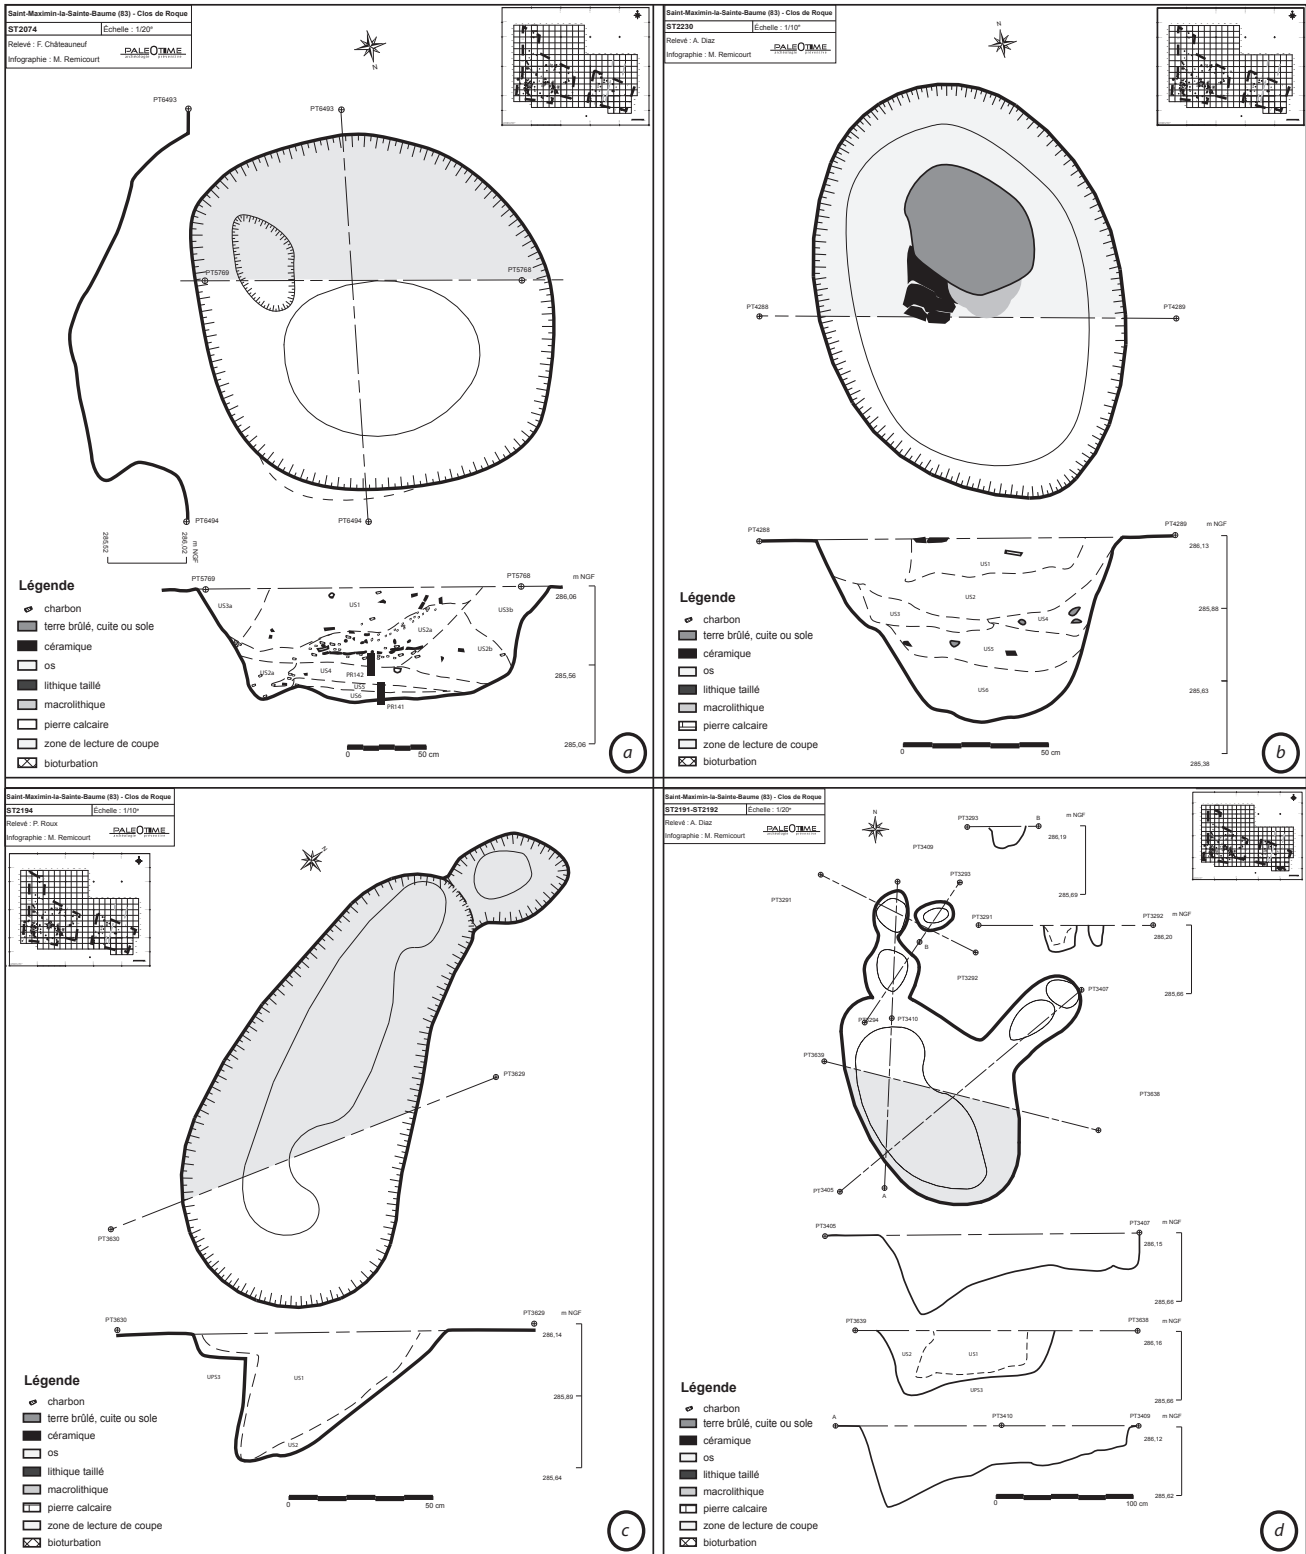 Saint-Maximin-la-Sainte-Baume (83) - Clos de Roque
ST2074 Échelle : 1/20°
Relevé : F. Châteauneuf
Infographie : M. Remicourt
PALEOTIME
PT6493
PT6493
N
PT5769
PT5768
PT6494
PT6494
285,52
286,02
m NGF
Légende
charbon
terre brûlé, cuite ou sole
céramique
os
lithique taillé
macrolithique
pierre calcaire
zone de lecture de coupe
bioturbation
PT5769
PT5768
m NGF
286,06
US3a
US1
US3b
US2a
US2b
US2a
US4
PR142
US5
US6
PR141
285,56
285,06
0 50 cm
a
Saint-Maximin-la-Sainte-Baume (83) - Clos de Roque
ST2230 Échelle : 1/10°
Relevé : A. Diaz
Infographie : M. Remicourt
PALEOTIME
N
PT4288
PT4289
PT4288
PT4289
m NGF
286,13
US1
US2
US3
US4
US5
US6
285,88
285,63
285,38
Légende
charbon
terre brûlé, cuite ou sole
céramique
os
lithique taillé
macrolithique
pierre calcaire
zone de lecture de coupe
bioturbation
0 50 cm
b
Saint-Maximin-la-Sainte-Baume (83) - Clos de Roque
ST2194 Échelle : 1/10°
Relevé : P. Roux
Infographie : M. Remicourt
PALEOTIME
N
PT3629
PT3630
PT3630
PT3629
m NGF
286,14
UPS3
US1
US2
285,89
285,64
Légende
charbon
terre brûlé, cuite ou sole
céramique
os
lithique taillé
macrolithique
pierre calcaire
zone de lecture de coupe
bioturbation
0 50 cm
c
Saint-Maximin-la-Sainte-Baume (83) - Clos de Roque
ST2191-ST2192 Échelle : 1/20°
Relevé : A. Diaz
Infographie : M. Remicourt
PALEOTIME
N
PT3409
PT3293
B
m NGF
286,19
285,69
PT3293
PT3291
PT3291
PT3292
m NGF
286,20
285,66
B
PT3292
PT3407
PT3294
PT3410
PT3639
PT3638
PT3405
A
PT3405
PT3407
m NGF
286,15
285,66
PT3639
PT3638
m NGF
286,16
US2
US1
UPS3
285,66
A
PT3410
PT3409
m NGF
286,12
285,62
Légende
charbon
terre brûlé, cuite ou sole
céramique
os
lithique taillé
macrolithique
pierre calcaire
zone de lecture de coupe
bioturbation
0 100 cm
d